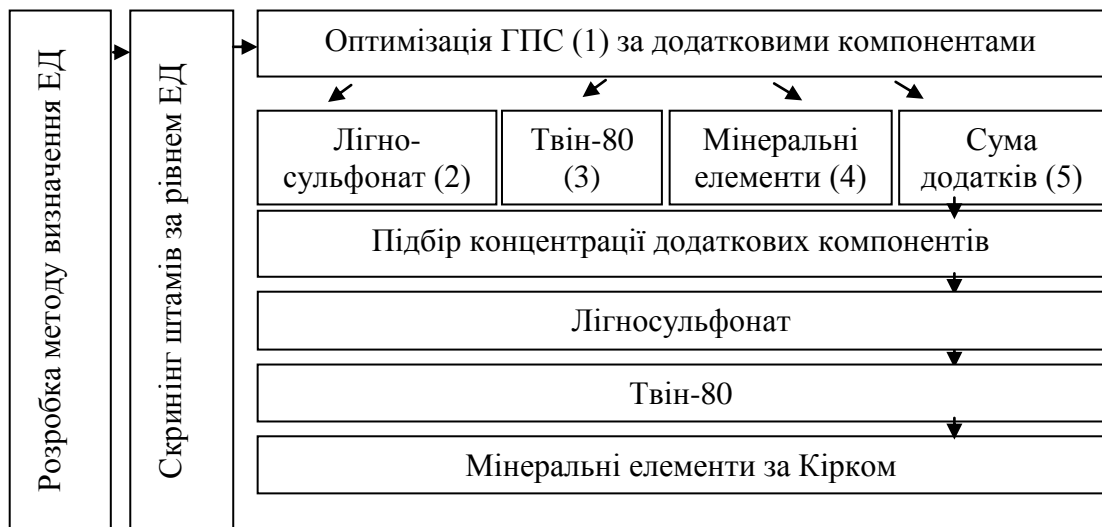 Розробка методу визначення ЕД
Скринінг штамів за рівнем ЕД
Оптимізація ГПС (1) за додатковими компонентами
Лігно-
сульфонат (2)
Твін-80
(3)
Мінеральні
елементи (4)
Сума
додатків (5)
Підбір концентрації додаткових компонентів
Лігносульфонат
Твін-80
Мінеральні елементи за Кірком